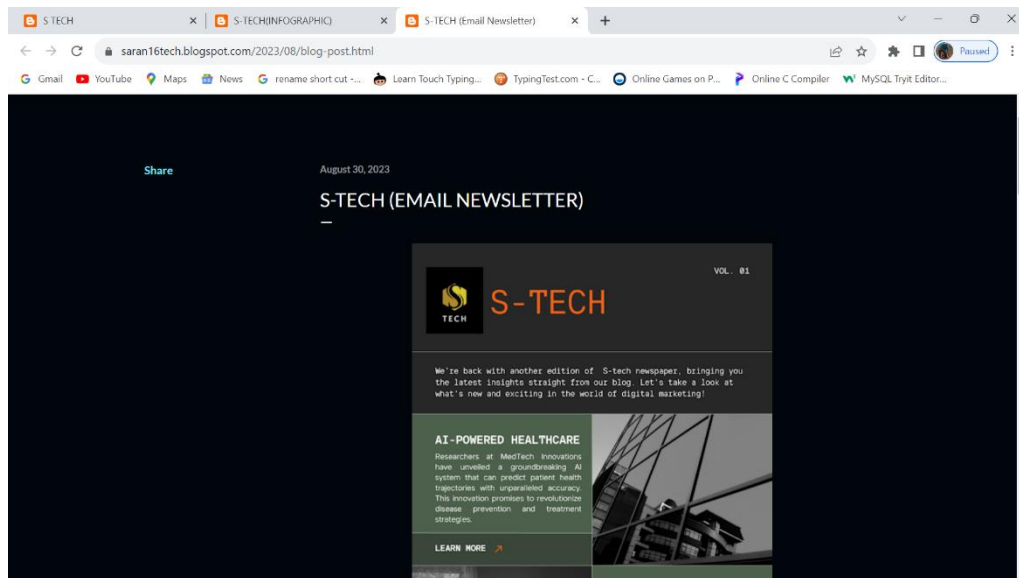 S TECH
S-TECH(INFOGRAPHIC)
S-TECH (Email Newsletter)
saran16tech.blogspot.com/2023/08/blog-post.html
Paused
Gmail
YouTube
Maps
News
rename short cut -...
Learn Touch Typing...
TypingTest.com - C...
Online Games on P...
Online C Compiler
MySQL Tryit Editor...
Share
August 30, 2023
S-TECH (EMAIL NEWSLETTER)
VOL. 01
TECH
S-TECH
We're back with another edition of S-tech newspaper, bringing you
the latest insights straight from our blog. Let's take a look at
what's new and exciting in the world of digital marketing!
AI-POWERED HEALTHCARE
Researchers at MedTech Innovations
have unveiled a groundbreaking AI
system that can predict patient health
trajectories with unparalleled accuracy.
This innovation promises to revolutionize
disease prevention and treatment
strategies.
LEARN MORE